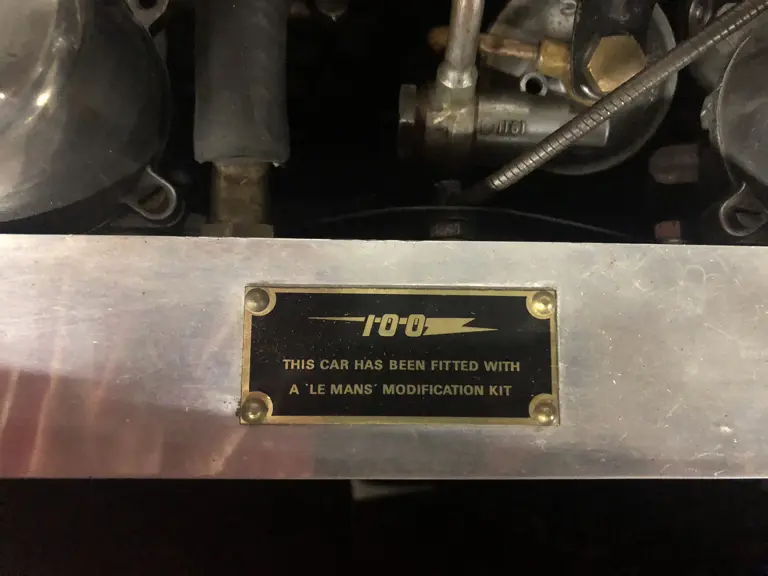 100
THIS CAR HAS BEEN FITTED WITH
A 'LE MANS' MODIFICATION KIT